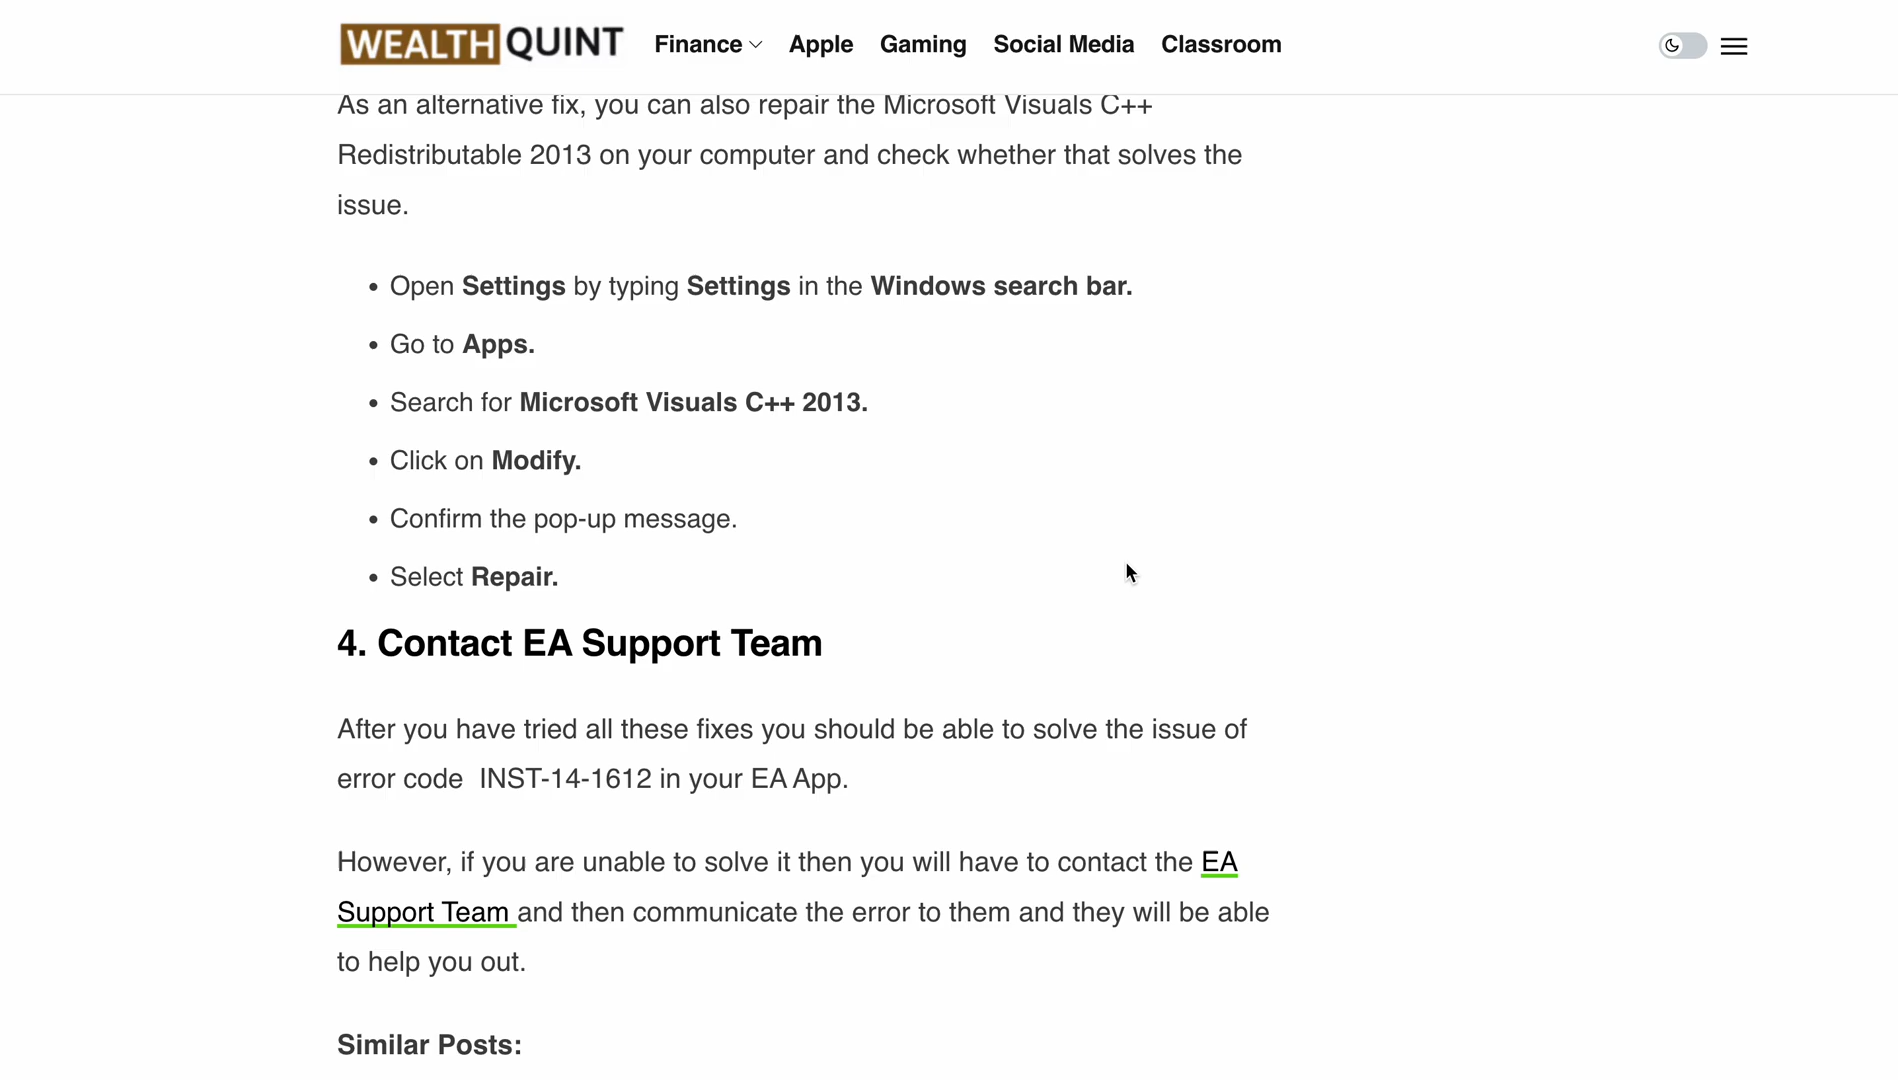 WEALTH QUINT Finance Apple Gaming Social Media Classroom
As an alternative fix, you can also repair the Microsoft Visuals C++
Redistributable 2013 on your computer and check whether that solves the
issue.
• Open Settings by typing Settings in the Windows search bar.
• Go to Apps.
• Search for Microsoft Visuals C++ 2013.
• Click on Modify.
• Confirm the pop-up message.
• Select Repair.
4. Contact EA Support Team
After you have tried all these fixes you should be able to solve the issue of
error code  INST-14-1612 in your EA App.
However, if you are unable to solve it then you will have to contact the EA
Support Team and then communicate the error to them and they will be able
to help you out.
Similar Posts: